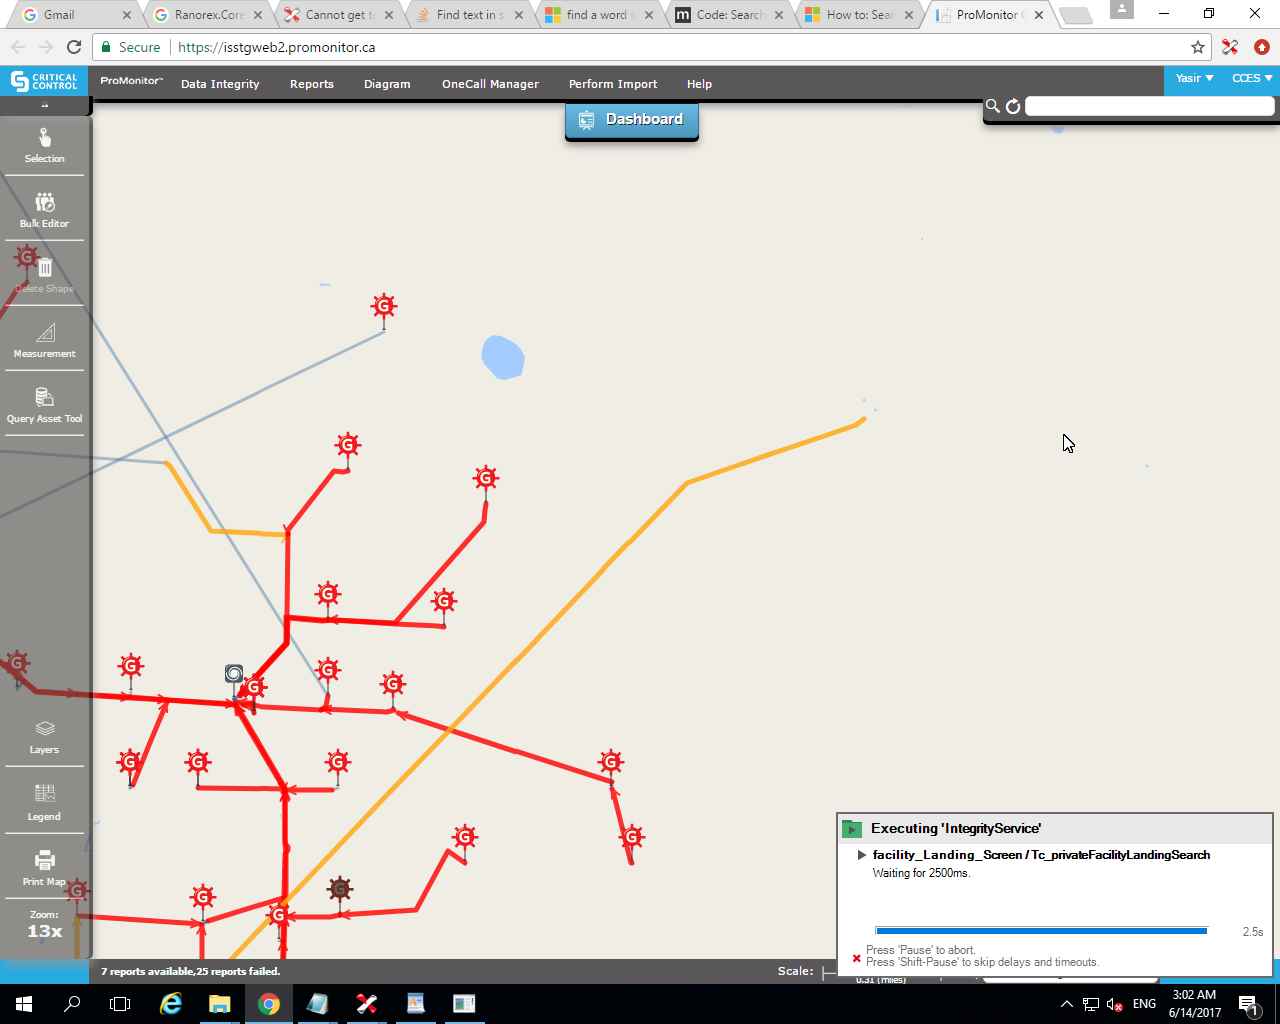 Gmail
Ranorex.Core
Cannot get to
Find text in s
find a word w
Code: Search
How to: Sear
ProMonitor
Secure
https://isstgweb2.promonitor.ca
CRITICAL CONTROL
ProMonitor™
Data Integrity
Reports
Diagram
OneCall Manager
Perform Import
Help
Yasir
CCES
Dashboard
Selection
Bulk Editor
Delete Shape
Measurement
Query Asset Tool
Layers
Legend
Print Map
Zoom:
13x
Executing 'IntegrityService'
facility_Landing_Screen / Tc_privateFacilityLandingSearch
Waiting for 2500ms.
2.5s
Press 'Pause' to abort.
Press 'Shift-Pause' to skip delays and timeouts.
7 reports available,25 reports failed.
Scale:
0.31 (miles)
ENG
3:02 AM
6/14/2017
1